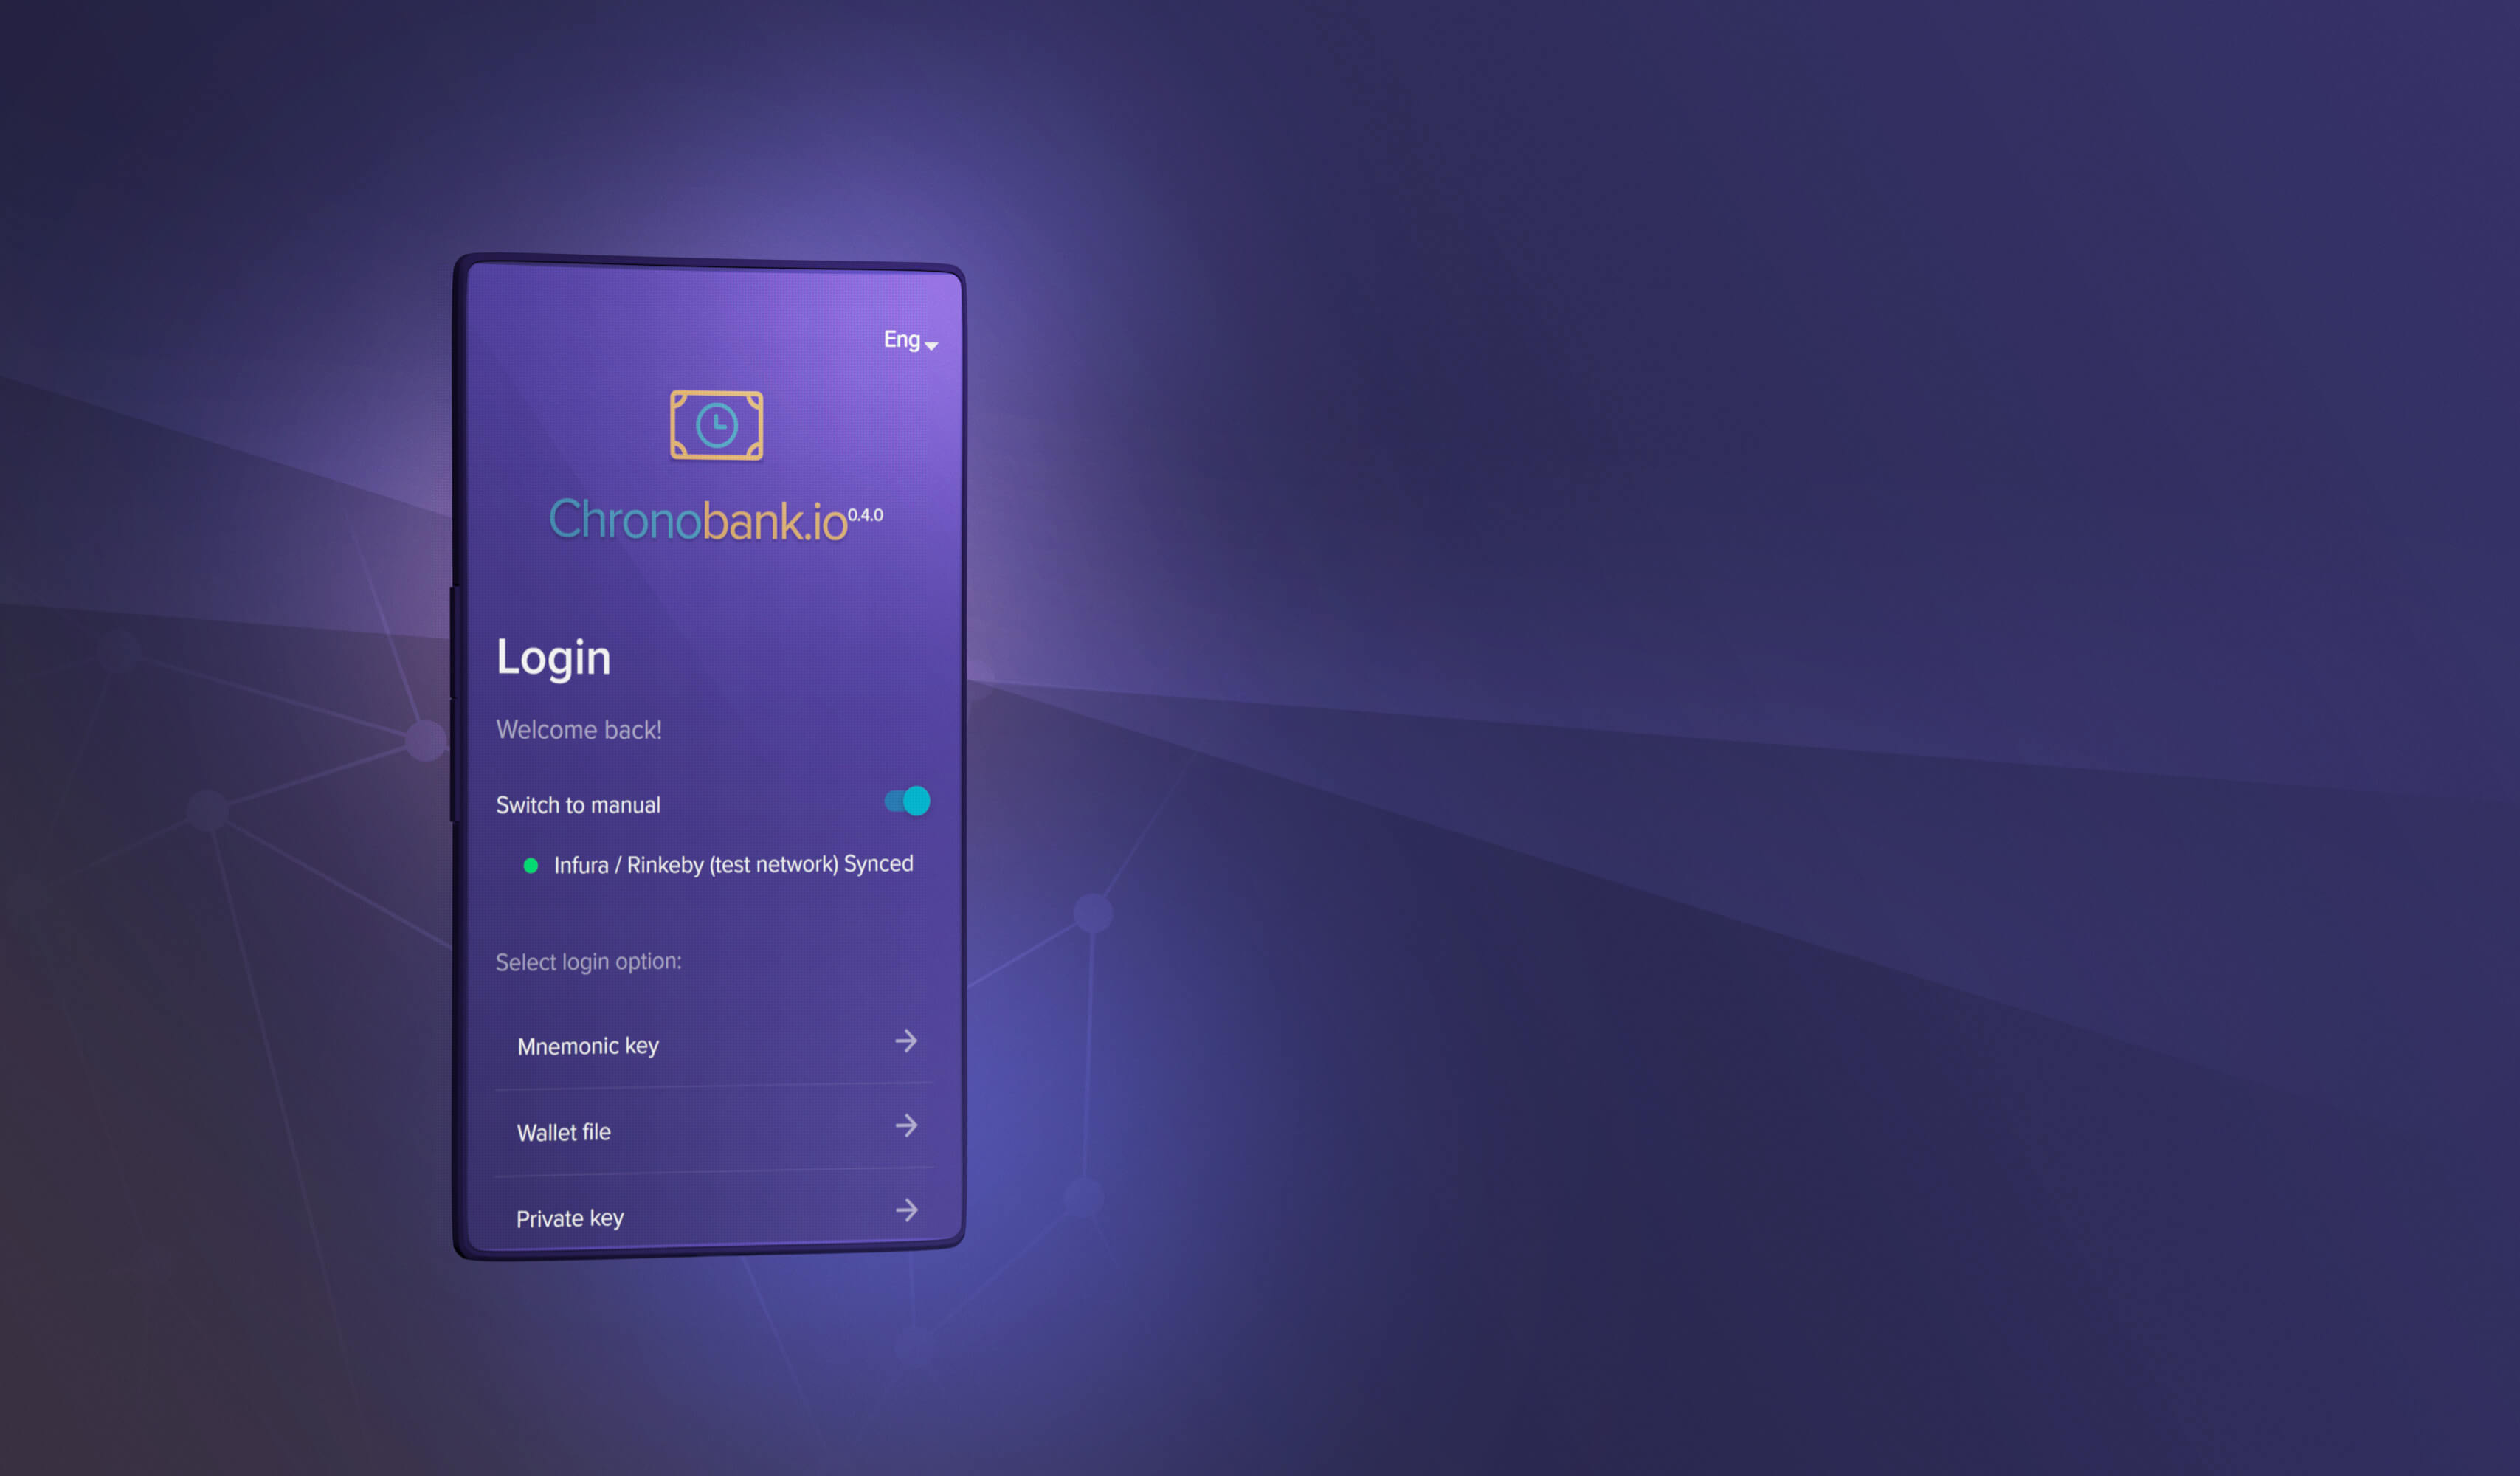 Eng
Chronobank.io 0.4.0
Login
Welcome back!
Switch to manual
Infura / Rinkeby (test network) Synced
Select login option:
Mnemonic key
Wallet file
Private key